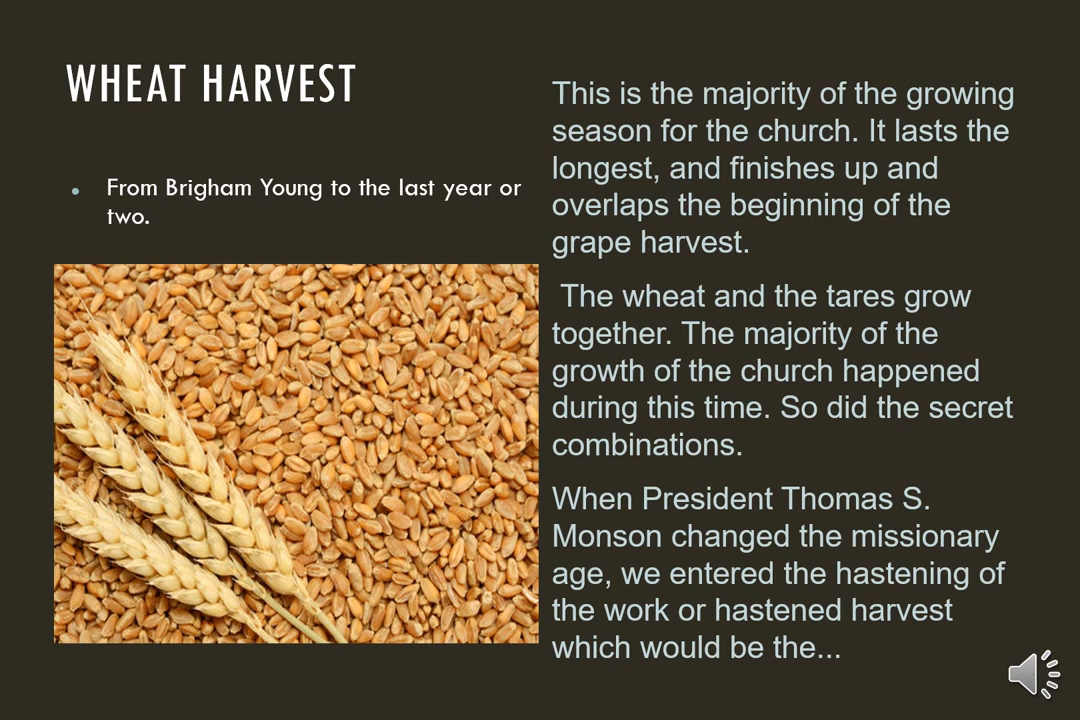 WHEAT HARVEST
• From Brigham Young to the last year or
two.
This is the majority of the growing
season for the church. It lasts the
longest, and finishes up and
overlaps the beginning of the
grape harvest.
The wheat and the tares grow
together. The majority of the
growth of the church happened
during this time. So did the secret
combinations.
When President Thomas S.
Monson changed the missionary
age, we entered the hastening of
the work or hastened harvest
which would be the...